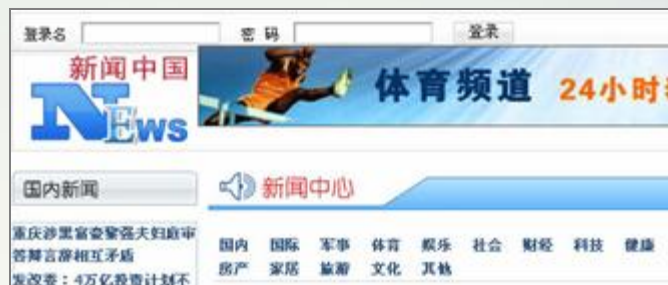 登录名 密 码 登录
新闻中国
News
体育频道 24小时
国内新闻
新闻中心
重庆涉黑富豪黎强夫妇庭审
答辩言辞相互矛盾
发改委：4万亿投资计划不
国内 国际 军事 体育 娱乐 社会 财经 科技 健康
房产 家居 旅游 文化 其他